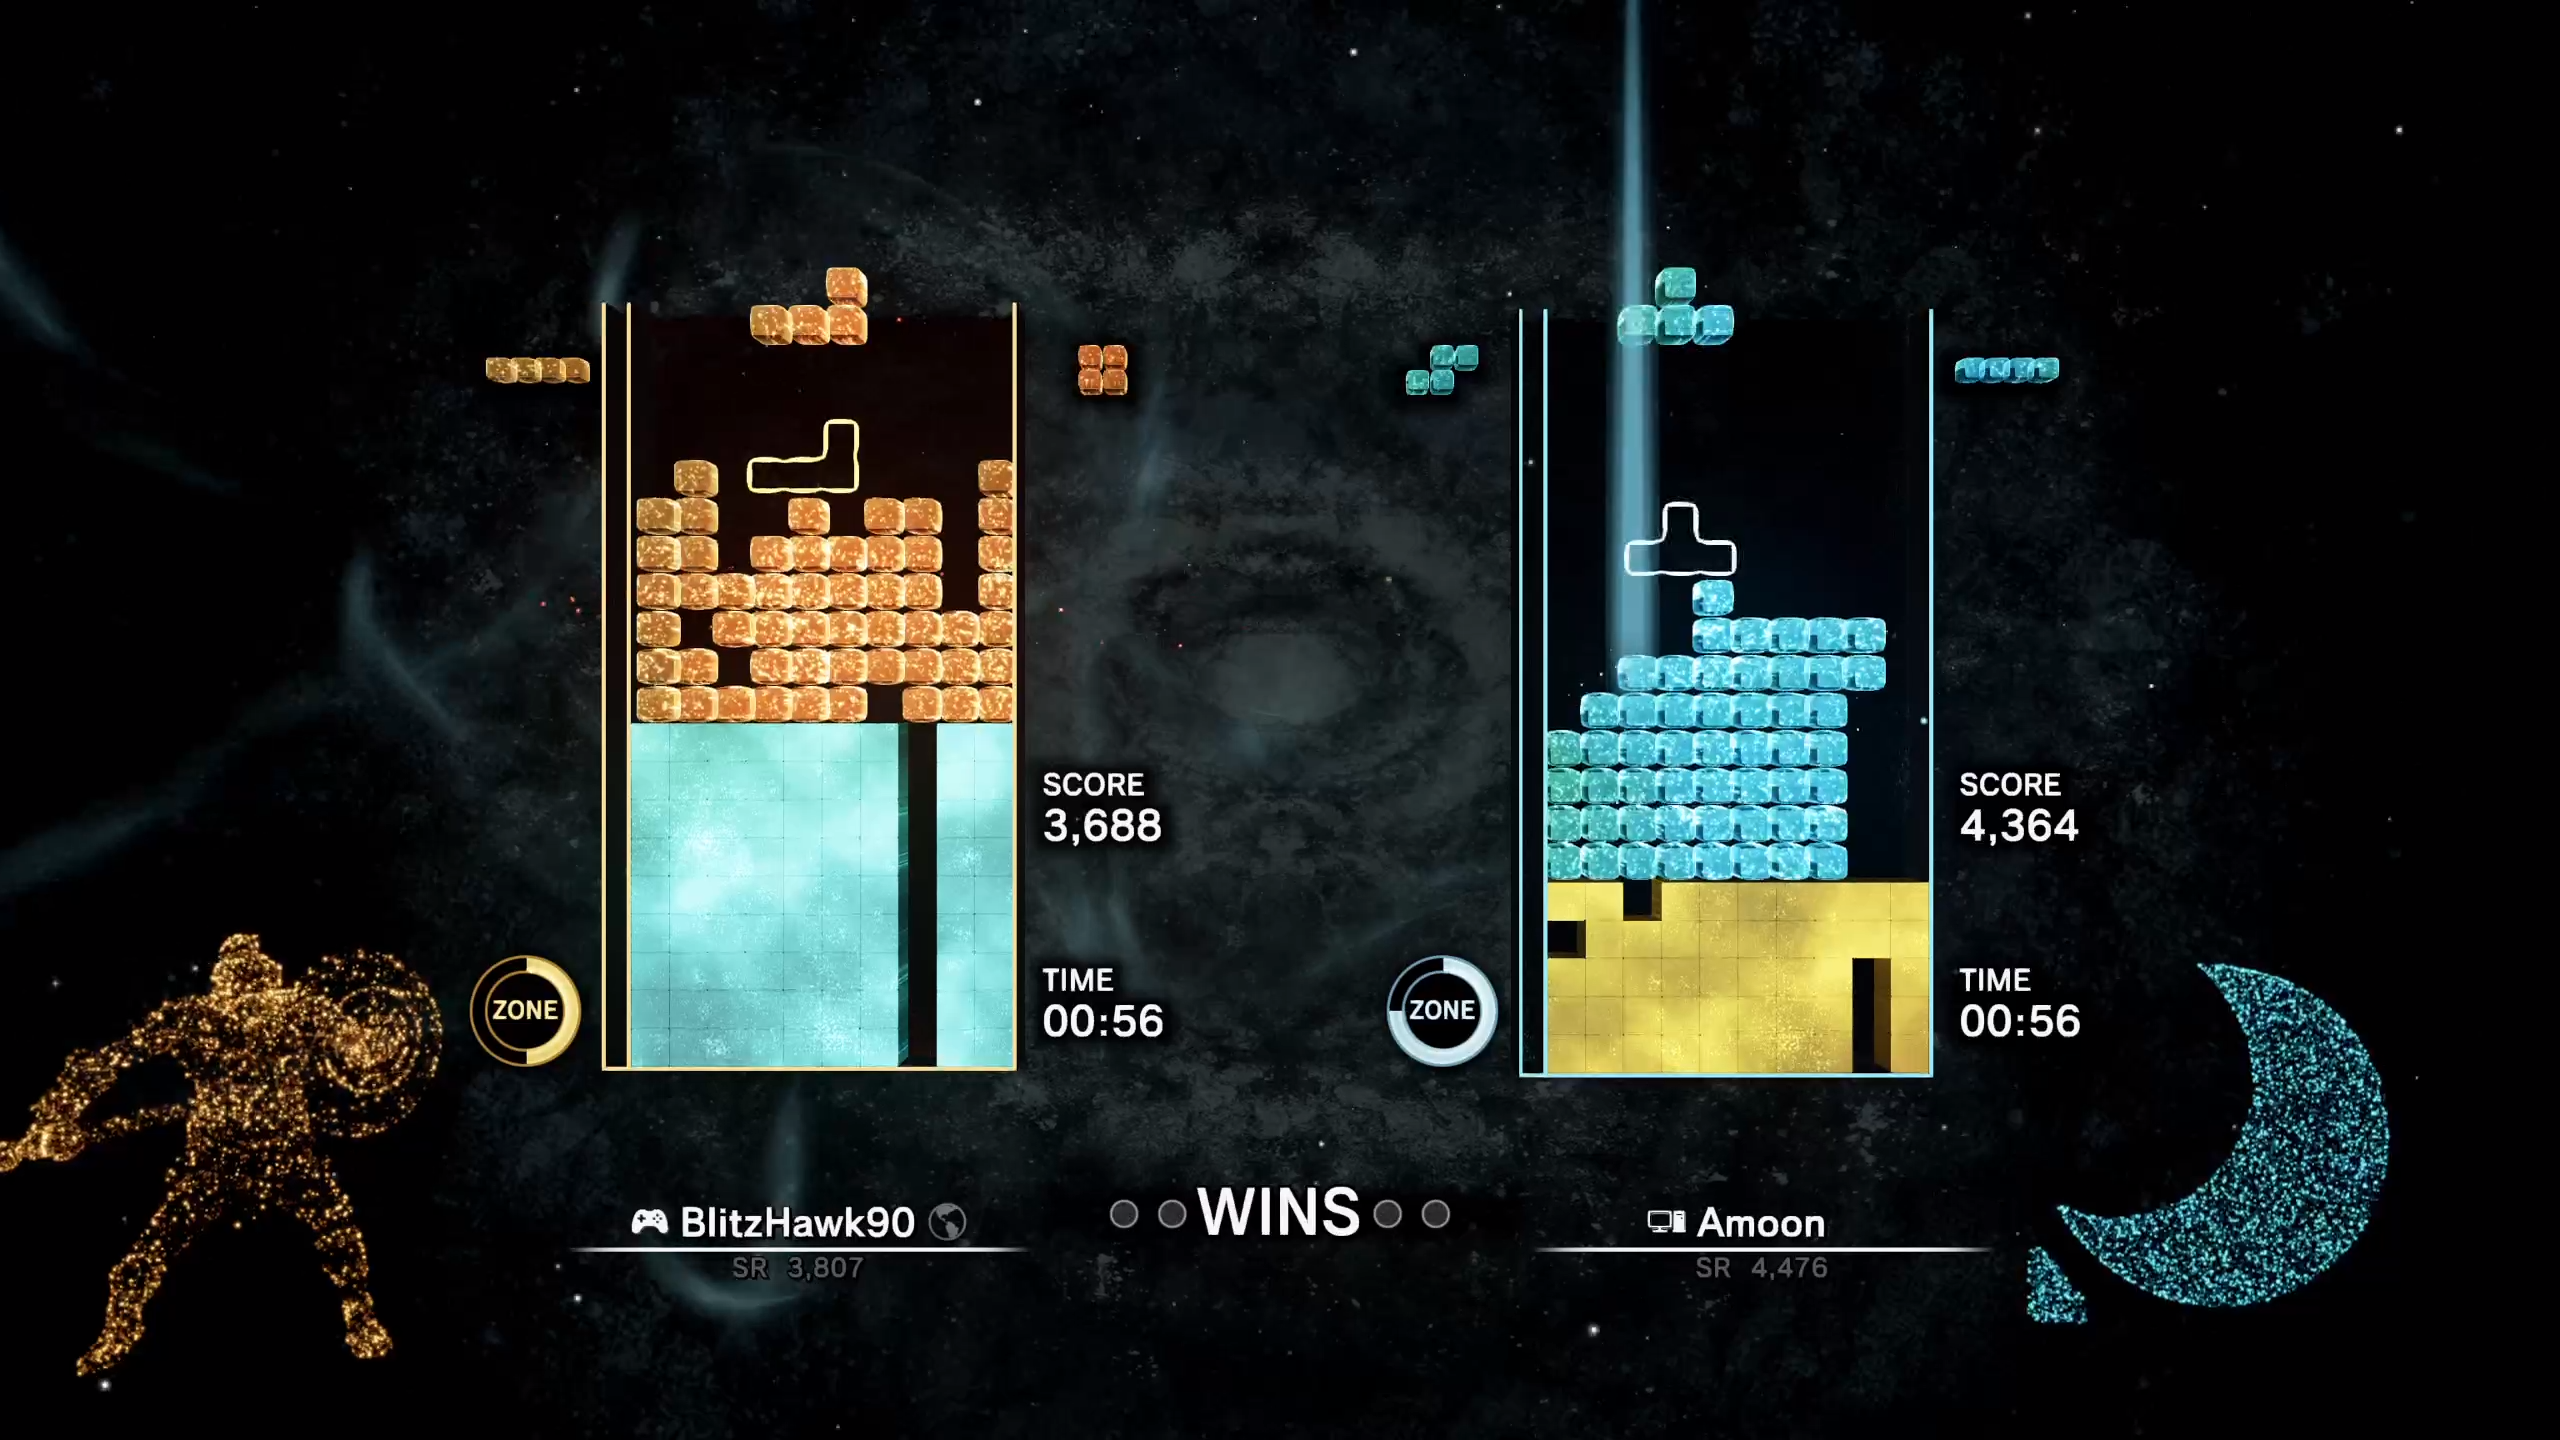 SCORE
3,688
SCORE
4,364
ZONE
TIME
00:56
ZONE
TIME
00:56
BlitzHawk90
SR 3,807
WINS
Amoon
SR 4,476